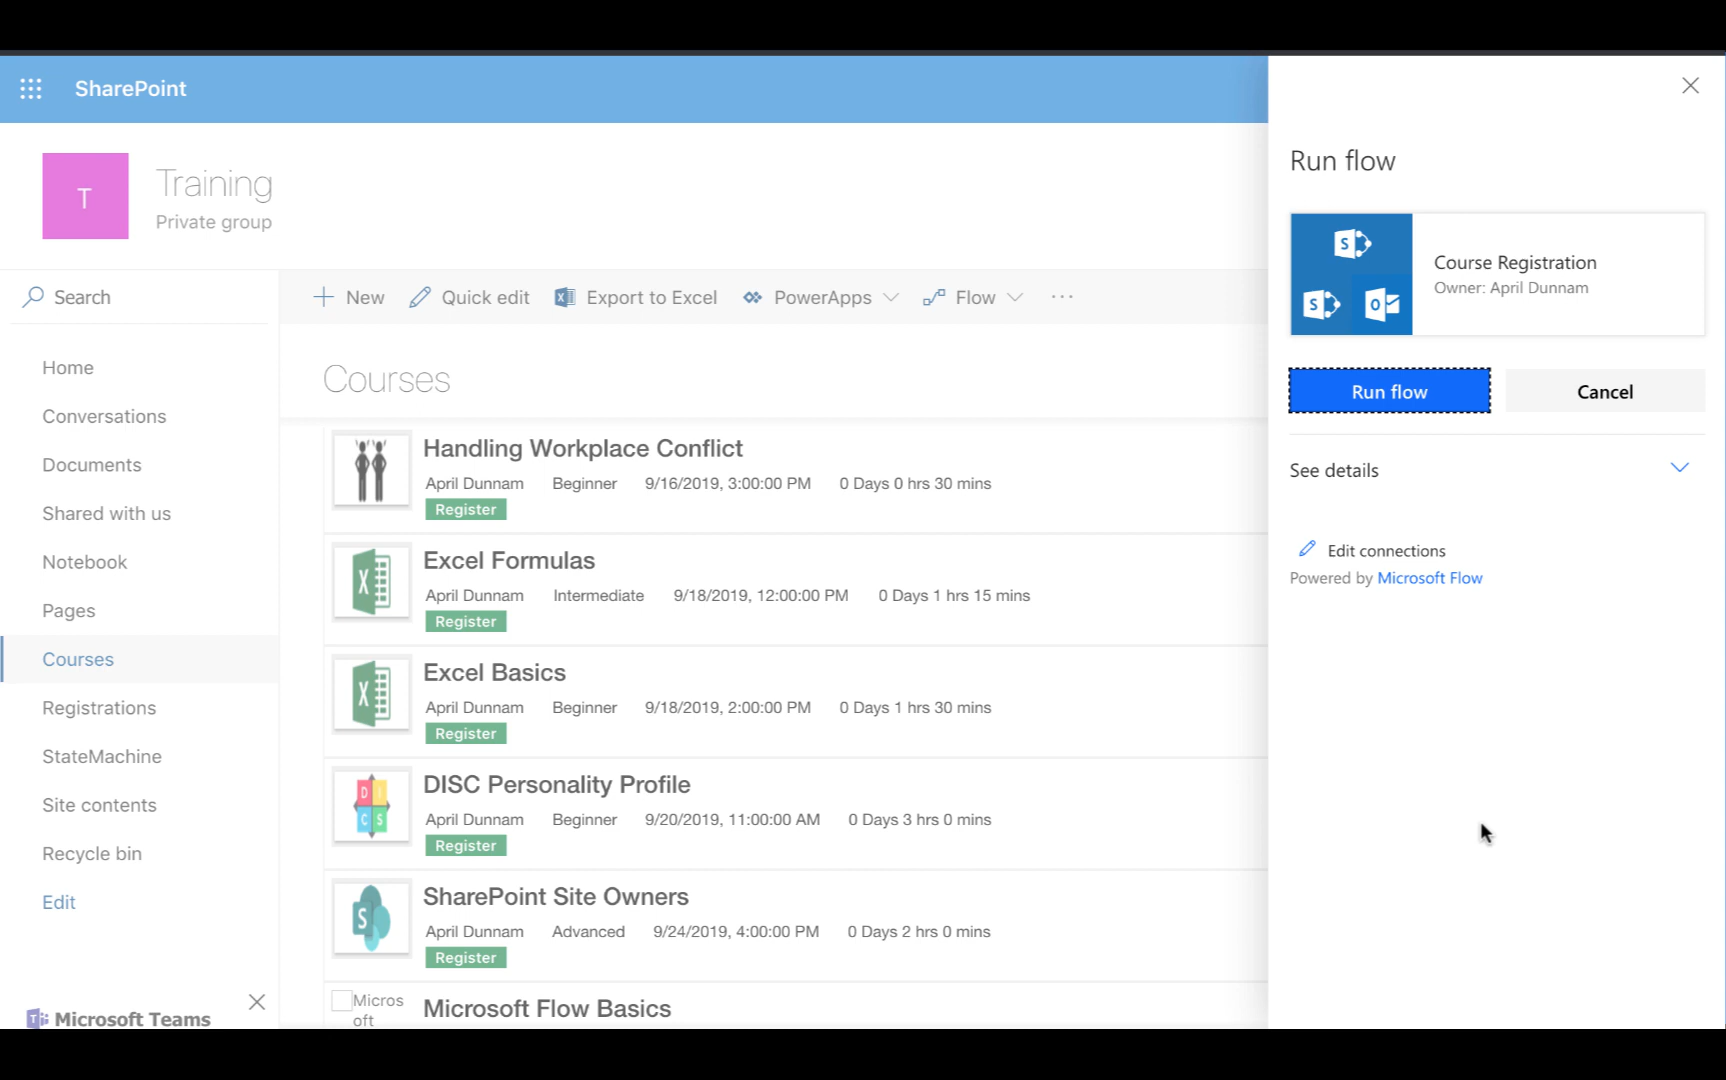 SharePoint
T
Training
Private group
Search
New
Quick edit
Export to Excel
PowerApps
Flow
···
Home
Conversations
Documents
Shared with us
Notebook
Pages
Courses
Registrations
StateMachine
Site contents
Recycle bin
Edit
T
Microsoft Teams
Courses
Handling Workplace Conflict
April Dunnam Beginner 9/16/2019, 3:00:00 PM 0 Days 0 hrs 30 mins
Register
X
Excel Formulas
April Dunnam Intermediate 9/18/2019, 12:00:00 PM 0 Days 1 hrs 15 mins
Register
X
Excel Basics
April Dunnam Beginner 9/18/2019, 2:00:00 PM 0 Days 1 hrs 30 mins
Register
D I
C S
DISC Personality Profile
April Dunnam Beginner 9/20/2019, 11:00:00 AM 0 Days 3 hrs 0 mins
Register
S
SharePoint Site Owners
April Dunnam Advanced 9/24/2019, 4:00:00 PM 0 Days 2 hrs 0 mins
Register
Micros
oft
Microsoft Flow Basics
Run flow
S
S
O
Course Registration
Owner: April Dunnam
Run flow
Cancel
See details
Edit connections
Powered by Microsoft Flow